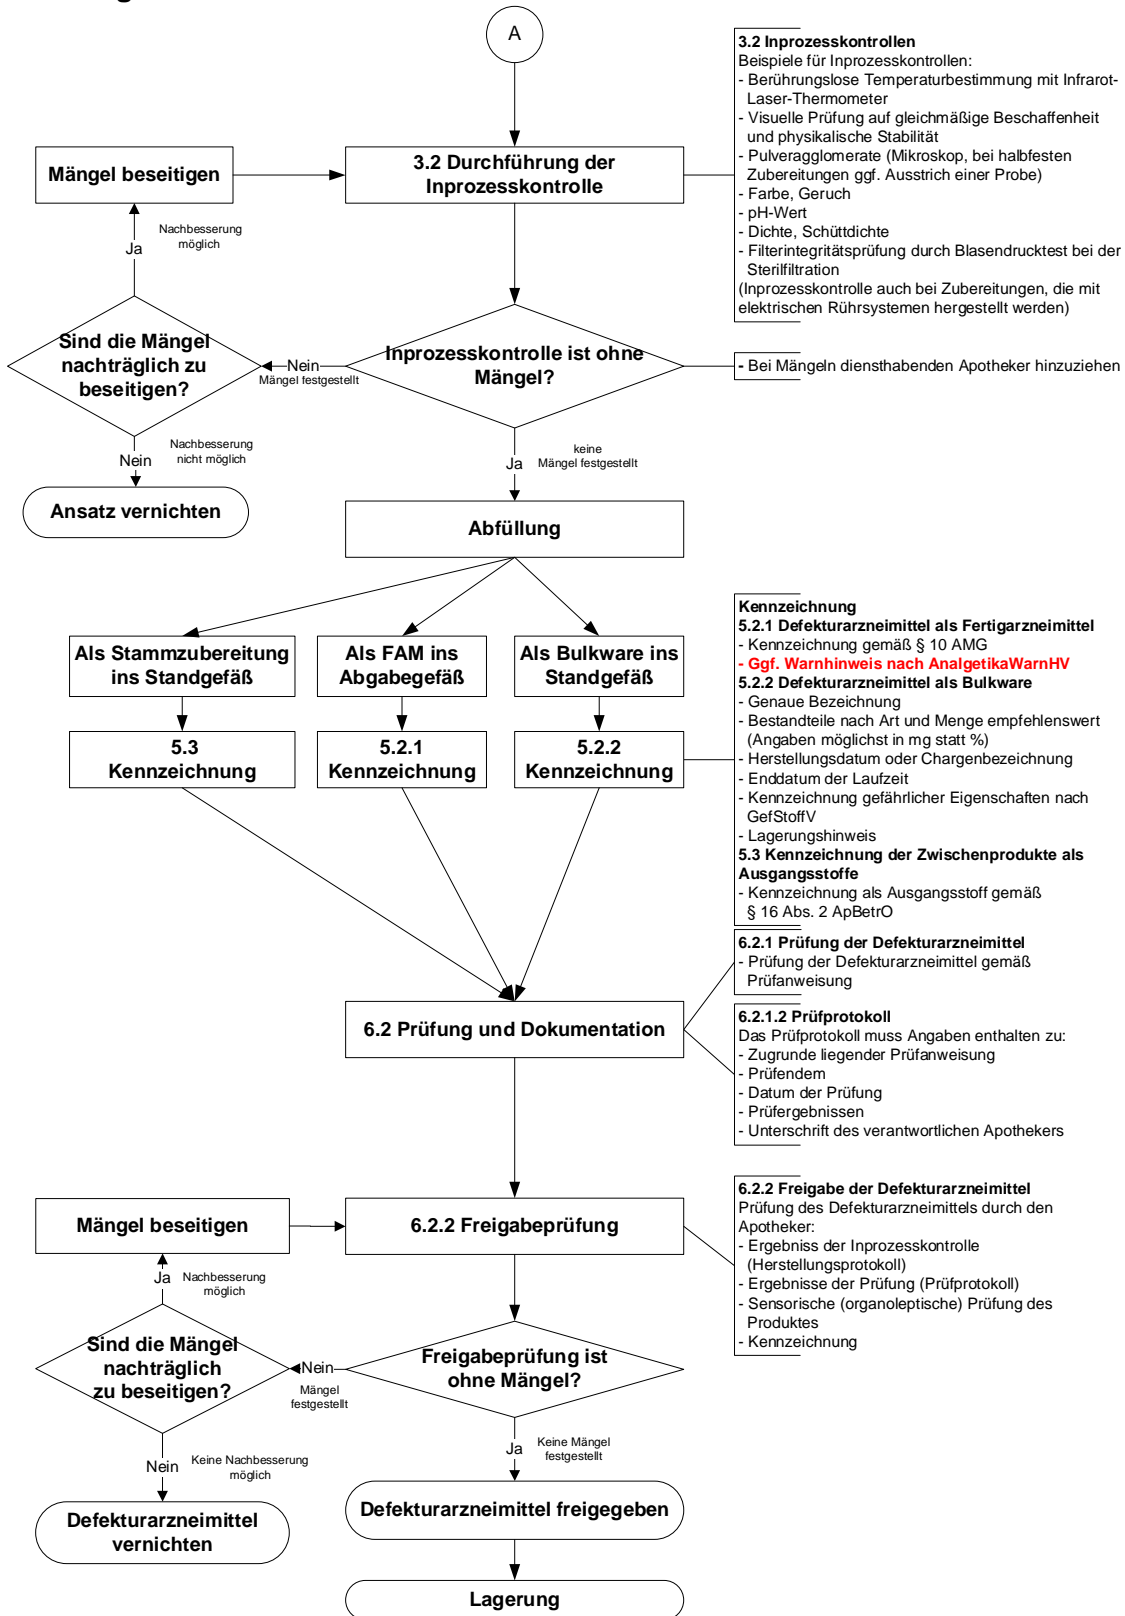 A
3.2 Inprozesskontrollen
Beispiele für Inprozesskontrollen:
- Berührungslose Temperaturbestimmung mit Infrarot-
Laser-Thermometer
- Visuelle Prüfung auf gleichmäßige Beschaffenheit
und physikalische Stabilität
- Pulveragglomerate (Mikroskop, bei halbfesten
Zubereitungen ggf. Ausstrich einer Probe)
- Farbe, Geruch
- pH-Wert
- Dichte, Schüttdichte
- Filterintegritätsprüfung durch Blasendrucktest bei der
Sterilfiltration
(Inprozesskontrolle auch bei Zubereitungen, die mit
elektrischen Rührsystemen hergestellt werden)
Mängel beseitigen
3.2 Durchführung der
Inprozesskontrolle
Ja
Nachbesserung
möglich
Sind die Mängel
nachträglich zu
beseitigen?
Nein
Mängel festgestellt
Inprozesskontrolle ist ohne
Mängel?
- Bei Mängeln diensthabenden Apotheker hinzuziehen
Nein
Nachbesserung
nicht möglich
Ja
keine
Mängel festgestellt
Ansatz vernichten
Abfüllung
Als Stammzubereitung
ins Standgefäß
Als FAM ins
Abgabegefäß
Als Bulkware ins
Standgefäß
5.3
Kennzeichnung
5.2.1
Kennzeichnung
5.2.2
Kennzeichnung
Kennzeichnung
5.2.1 Defekturarzneimittel als Fertigarzneimittel
- Kennzeichnung gemäß § 10 AMG
- Ggf. Warnhinweis nach AnalgetikaWarnHV
5.2.2 Defekturarzneimittel als Bulkware
- Genaue Bezeichnung
- Bestandteile nach Art und Menge empfehlenswert
(Angaben möglichst in mg statt %)
- Herstellungsdatum oder Chargenbezeichnung
- Enddatum der Laufzeit
- Kennzeichnung gefährlicher Eigenschaften nach
GefStoffV
- Lagerungshinweis
5.3 Kennzeichnung der Zwischenprodukte als
Ausgangsstoffe
- Kennzeichnung als Ausgangsstoff gemäß
§ 16 Abs. 2 ApBetrO
6.2 Prüfung und Dokumentation
6.2.1 Prüfung der Defekturarzneimittel
- Prüfung der Defekturarzneimittel gemäß
Prüfanweisung
6.2.1.2 Prüfprotokoll
Das Prüfprotokoll muss Angaben enthalten zu:
- Zugrunde liegender Prüfanweisung
- Prüfendem
- Datum der Prüfung
- Prüfergebnissen
- Unterschrift des verantwortlichen Apothekers
Mängel beseitigen
6.2.2 Freigabeprüfung
6.2.2 Freigabe der Defekturarzneimittel
Prüfung des Defekturarzneimittels durch den
Apotheker:
- Ergebniss der Inprozesskontrolle
(Herstellungsprotokoll)
- Ergebnisse der Prüfung (Prüfprotokoll)
- Sensorische (organoleptische) Prüfung des
Produktes
- Kennzeichnung
Ja
Nachbesserung
möglich
Sind die Mängel
nachträglich
zu beseitigen?
Nein
Mängel
festgestellt
Freigabeprüfung ist
ohne Mängel?
Nein
Keine Nachbesserung
möglich
Ja
Keine Mängel
festgestellt
Defekturarzneimittel
vernichten
Defekturarzneimittel freigegeben
Lagerung